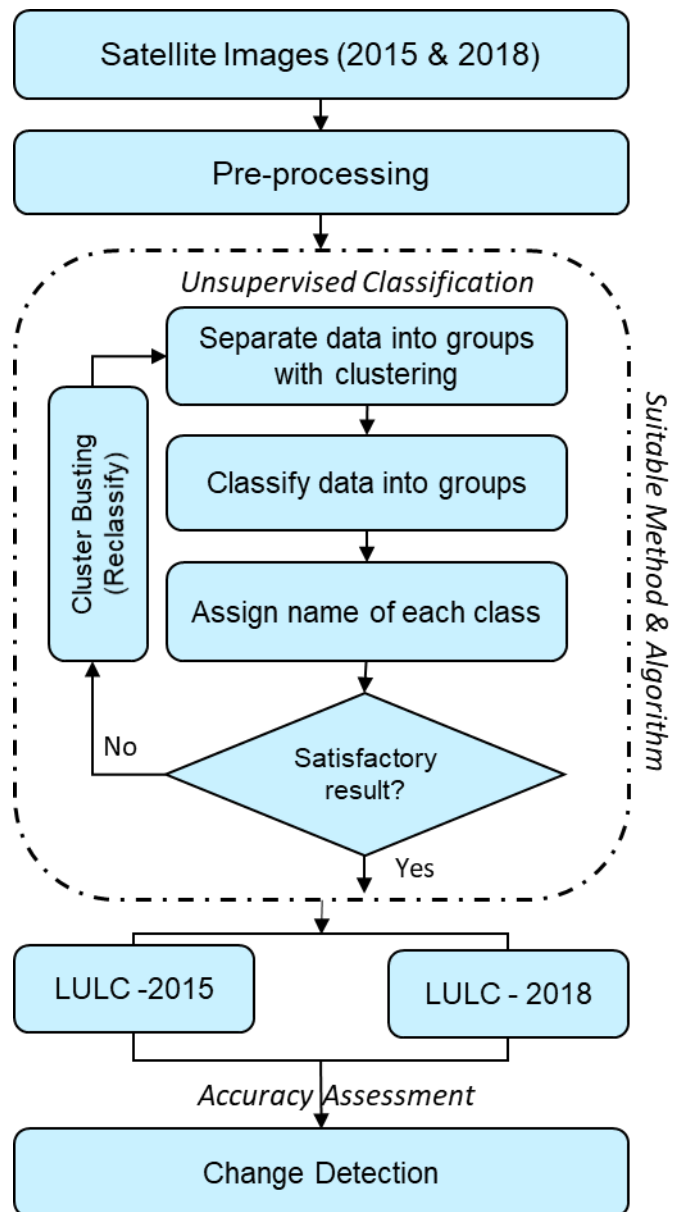 Satellite Images (2015 & 2018)
Pre-processing
Unsupervised Classification
Separate data into groups
with clustering
Classify data into groups
Assign name of each class
Cluster Busting
(Reclassify)
Satisfactory
result?
No
Yes
Suitable Method & Algorithm
LULC -2015
LULC - 2018
Accuracy Assessment
Change Detection